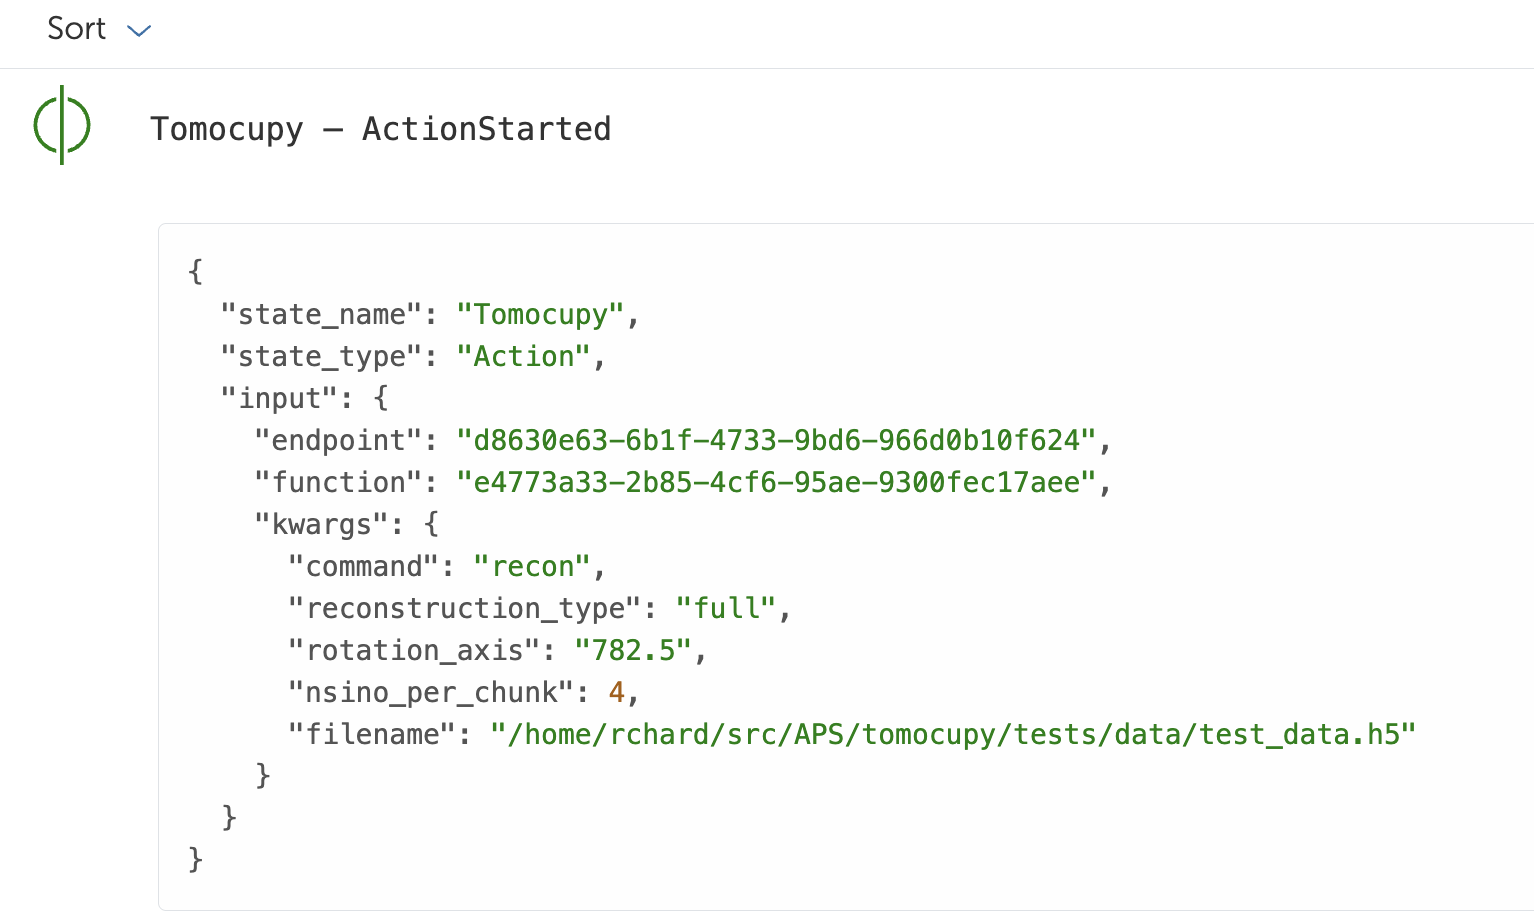 Sort
Tomocupy – ActionStarted
{
  "state_name": "Tomocupy",
  "state_type": "Action",
  "input": {
    "endpoint": "d8630e63-6b1f-4733-9bd6-966d0b10f624",
    "function": "e4773a33-2b85-4cf6-95ae-9300fec17aee",
    "kwargs": {
      "command": "recon",
      "reconstruction_type": "full",
      "rotation_axis": "782.5",
      "nsino_per_chunk": 4,
      "filename": "/home/rchard/src/APS/tomocupy/tests/data/test_data.h5"
    }
  }
}